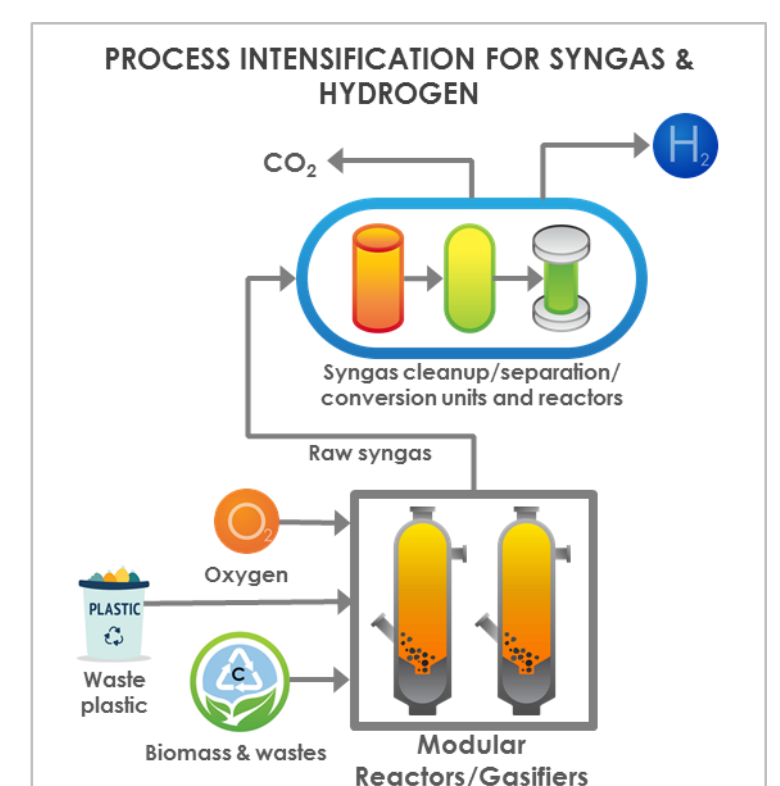 PROCESS INTENSIFICATION FOR SYNGAS &
HYDROGEN
CO₂
H₂
Syngas cleanup/separation/
conversion units and reactors
Raw syngas
O₂
Oxygen
PLASTIC
Waste
plastic
C
Biomass & wastes
Modular
Reactors/Gasifiers